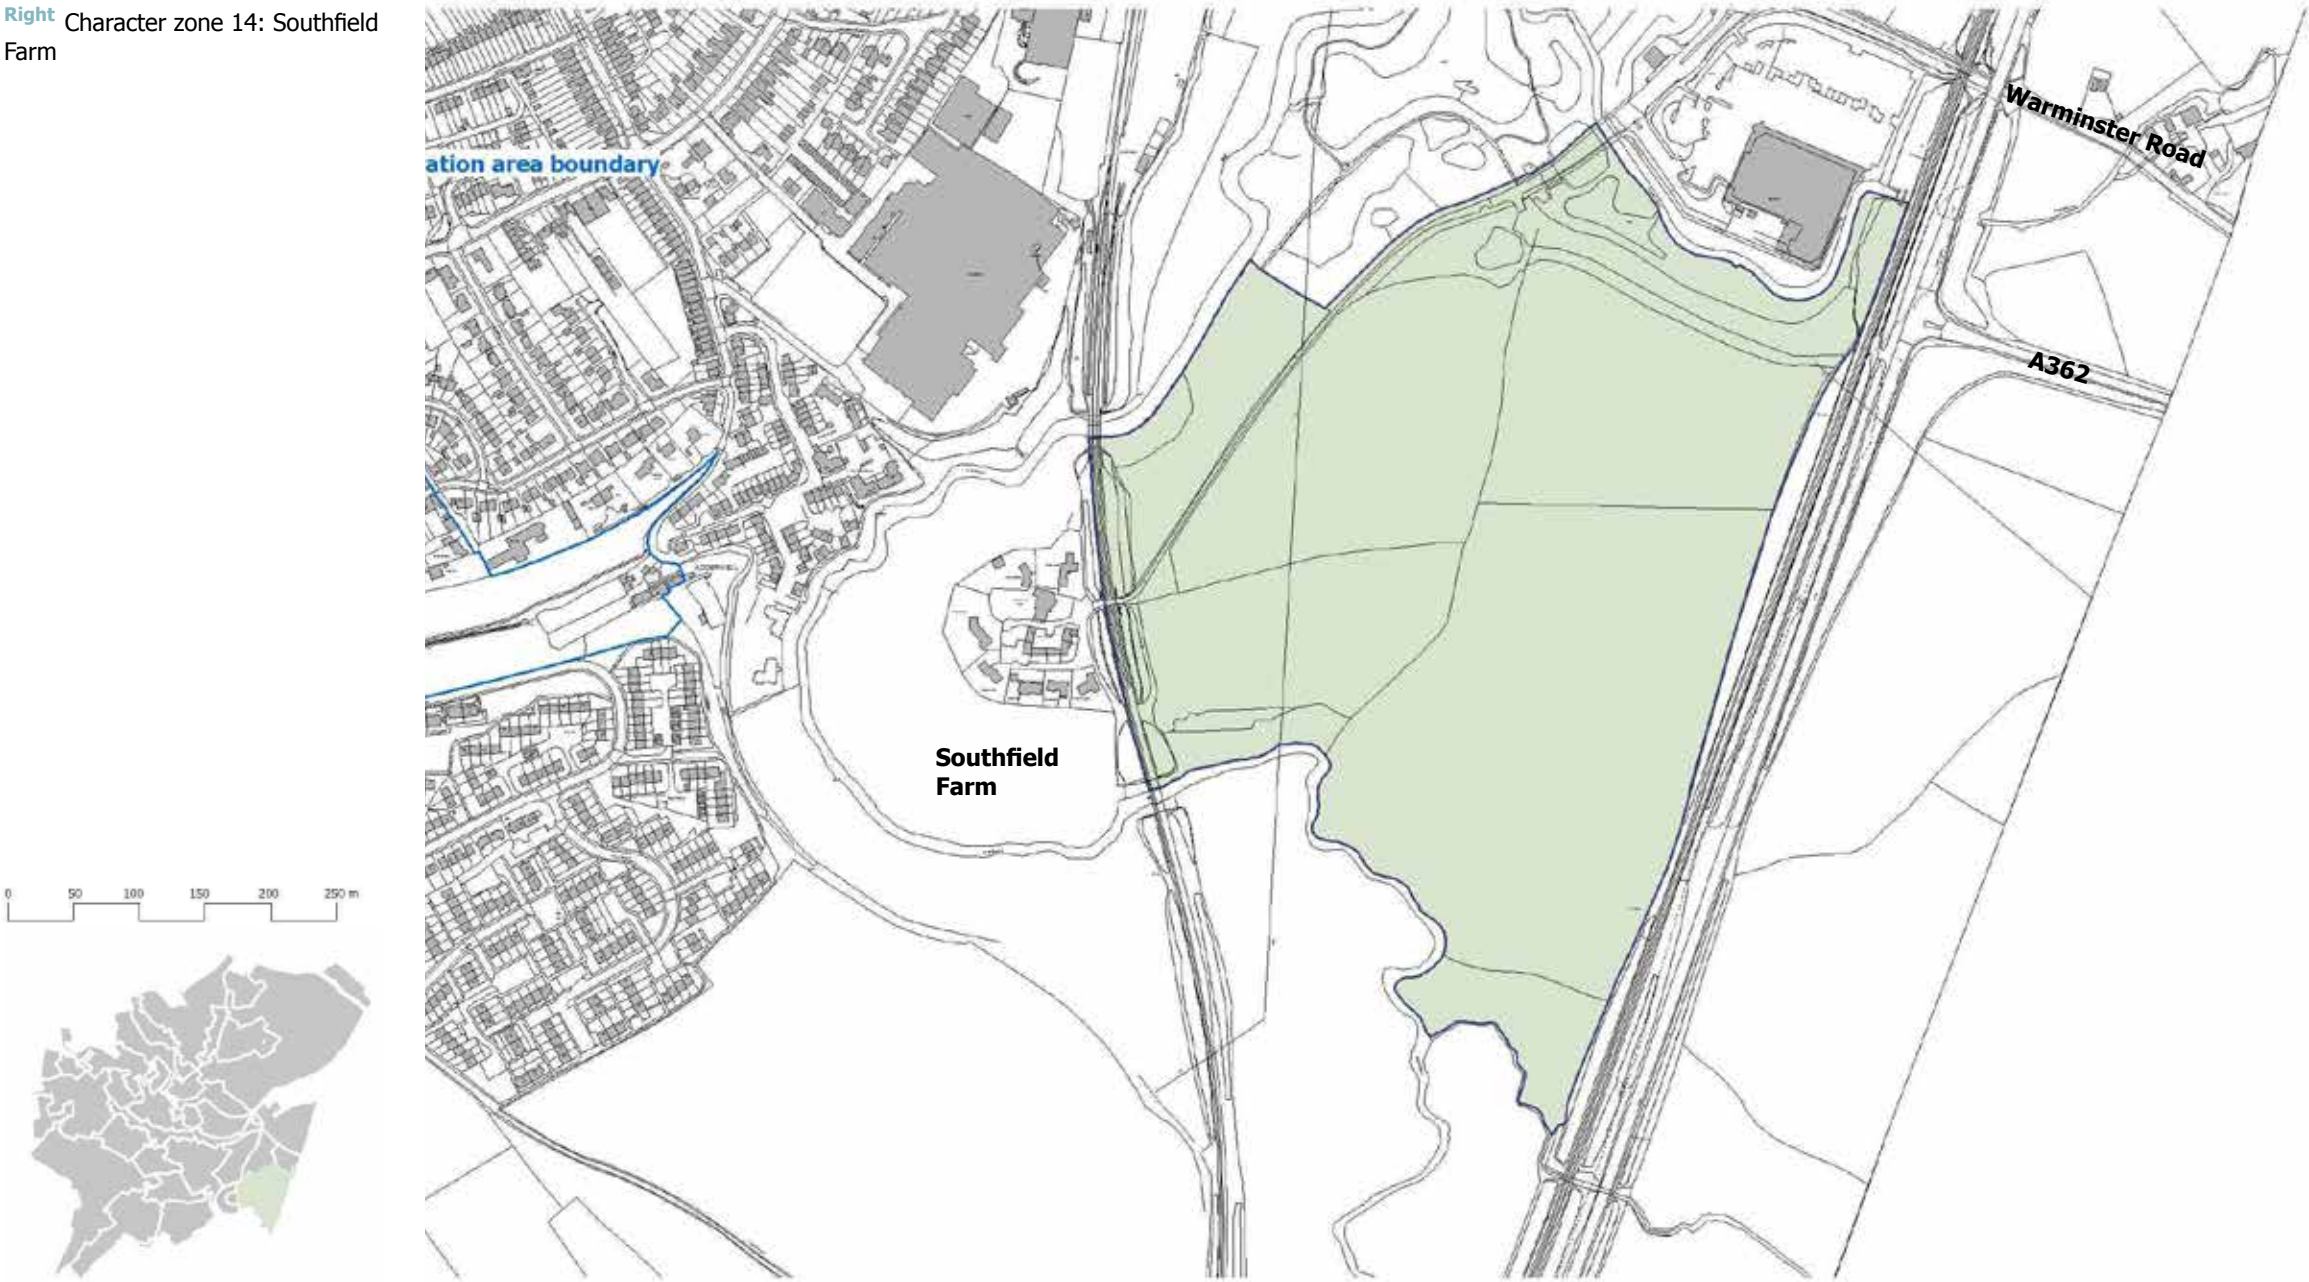 Right Character zone 14: Southfield
Farm
ation area boundary
Warminster Road
A362
ADDERWELL
Southfield
Farm
0 50 100 150 200 250 m